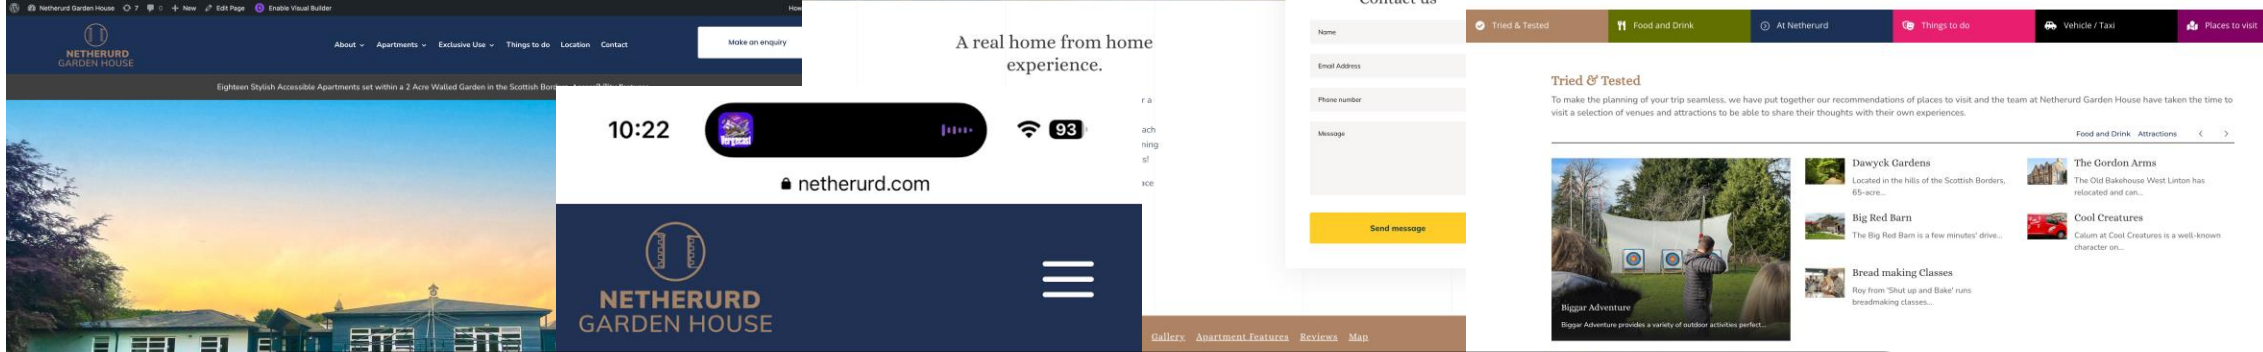 Netherurd Garden House 7 0 New Edit Page Enable Visual Builder
NETHERURD
GARDEN HOUSE
About Apartments Exclusive Use Things to do Location Contact
Make an enquiry
Eighteen Stylish Accessible Apartments set within a 2 Acre Walled Garden in the Scottish
A real home from home
experience.
10:22
Vergecast
93
netherurd.com
NETHERURD
GARDEN HOUSE
r a
ach
ning
s!
ace
Gallery Apartment Features Reviews Map
Contact us
Name
Email Address
Phone number
Message
Send message
Tried & Tested Food and Drink At Netherurd Things to do Vehicle / Taxi Places to visit
Tried & Tested
To make the planning of your trip seamless, we have put together our recommendations of places to visit and the team at Netherurd Garden House have taken the time to
visit a selection of venues and attractions to be able to share their thoughts with their own experiences.
Food and Drink Attractions
Biggar Adventure
Biggar Adventure provides a variety of outdoor activities perfect...
Dawyck Gardens
Located in the hills of the Scottish Borders,
65-acre...
Big Red Barn
The Big Red Barn is a few minutes' drive...
Bread making Classes
Roy from 'Shut up and Bake' runs
breadmaking classes...
The Gordon Arms
The Old Bakehouse West Linton has
relocated and can...
Cool Creatures
Calum at Cool Creatures is a well-known
character on...